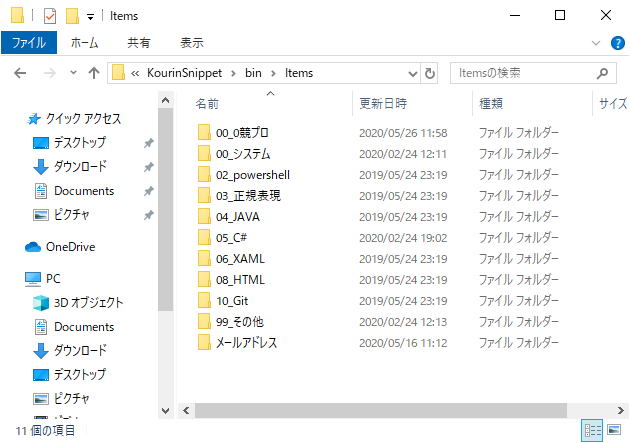 Items
ファイル ホーム 共有 表示
« KourinSnippet › bin › Items Itemsの検索
名前 更新日時 種類 サイズ
クイック アクセス
デスクトップ
ダウンロード
Documents
ピクチャ
OneDrive
PC
3D オブジェクト
Documents
ダウンロード
デスクトップ
ピクチャ
00_0競プロ 2020/05/26 11:58 ファイル フォルダー
00_システム 2020/02/24 12:11 ファイル フォルダー
02_powershell 2019/05/24 23:19 ファイル フォルダー
03_正規表現 2019/05/24 23:19 ファイル フォルダー
04_JAVA 2019/05/24 23:19 ファイル フォルダー
05_C# 2020/02/24 19:02 ファイル フォルダー
06_XAML 2019/05/24 23:19 ファイル フォルダー
08_HTML 2019/05/24 23:19 ファイル フォルダー
10_Git 2019/05/24 23:19 ファイル フォルダー
99_その他 2020/02/24 12:13 ファイル フォルダー
メールアドレス 2020/05/16 11:12 ファイル フォルダー
11 個の項目